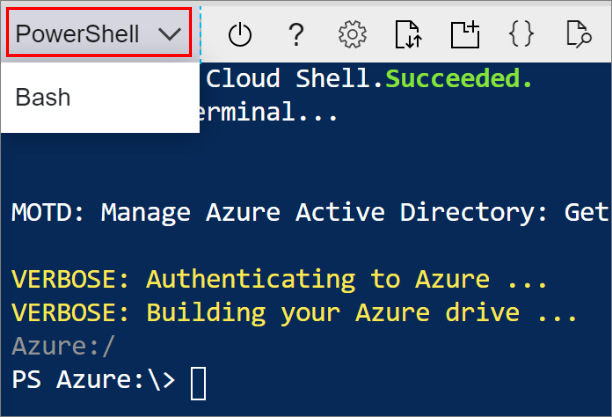 PowerShell
?
{}
Bash
Cloud Shell.Succeeded.
erminal...
MOTD: Manage Azure Active Directory: Get
VERBOSE: Authenticating to Azure ...
VERBOSE: Building your Azure drive ...
Azure:/
PS Azure:\>